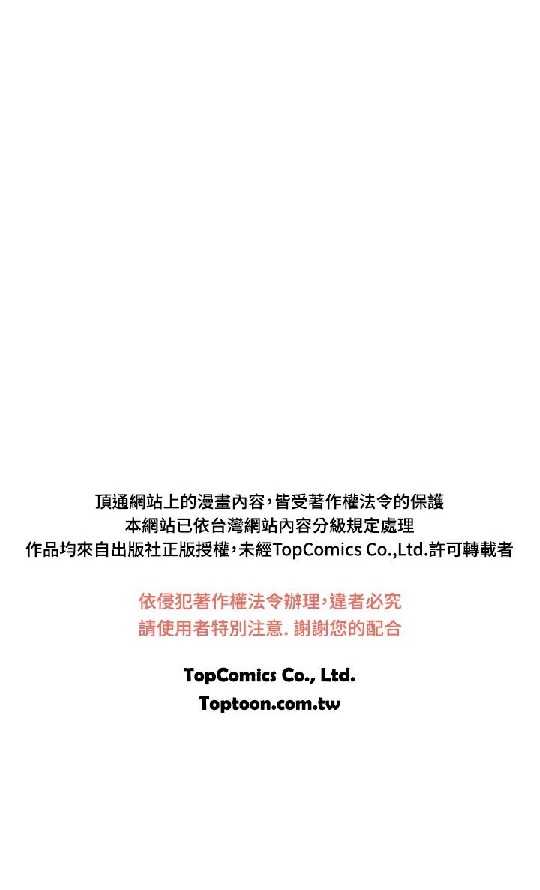 頂通網站上的漫畫內容，皆受著作權法令的保護
本網站已依台灣網站內容分級規定處理
作品均來自出版社正版授權，未經TopComics Co.,Ltd.許可轉載者
依侵犯著作權法令辦理，違者必究
請使用者特別注意. 謝謝您的配合
TopComics Co., Ltd.
Toptoon.com.tw